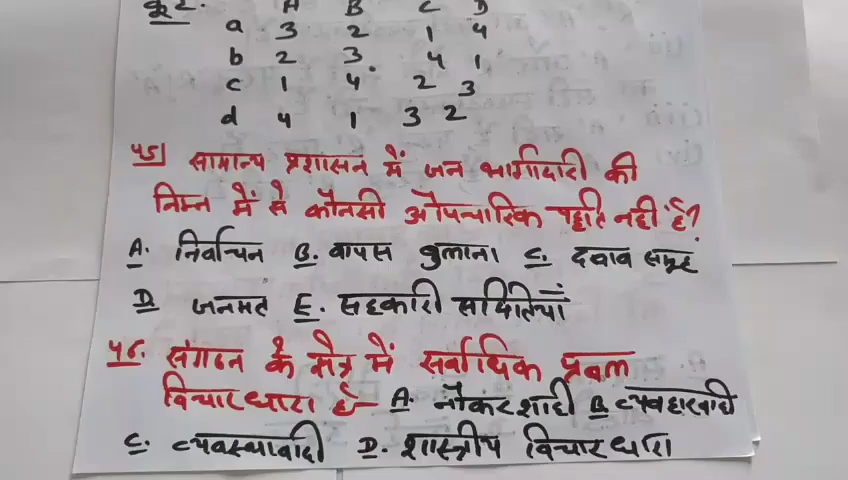 कूट. A B C D
a 3 2 1 4
b 2 3. 4 1
c 1 4 2 3
d 4 1 3 2
45| सामान्य प्रशासन में जन भागीदारी की
निम्न में से कौनसी औपचारिक पद्दति नही है?
A. निर्वाचन B. वापस बुलाना C. दबाव समूह
D जनमत E. सहकारी समितियाँ
46. संगठन के क्षेत्र में सर्वाधिक प्रबल
विचारधारा है- A. नौकरशाही B व्यवहारवादी
C. व्यवस्थावादी D. शास्त्रीय विचारधारा